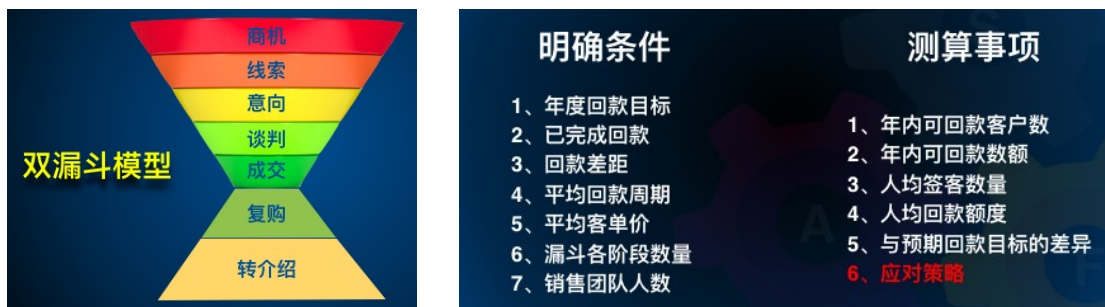 双漏斗模型
商机
线索
意向
谈判
成交
复购
转介绍
明确条件
1、年度回款目标
2、已完成回款
3、回款差距
4、平均回款周期
5、平均客单价
6、漏斗各阶段数量
7、销售团队人数
测算事项
1、年内可回款客户数
2、年内可回款数额
3、人均签客数量
4、人均回款额度
5、与预期回款目标的差异
6、应对策略